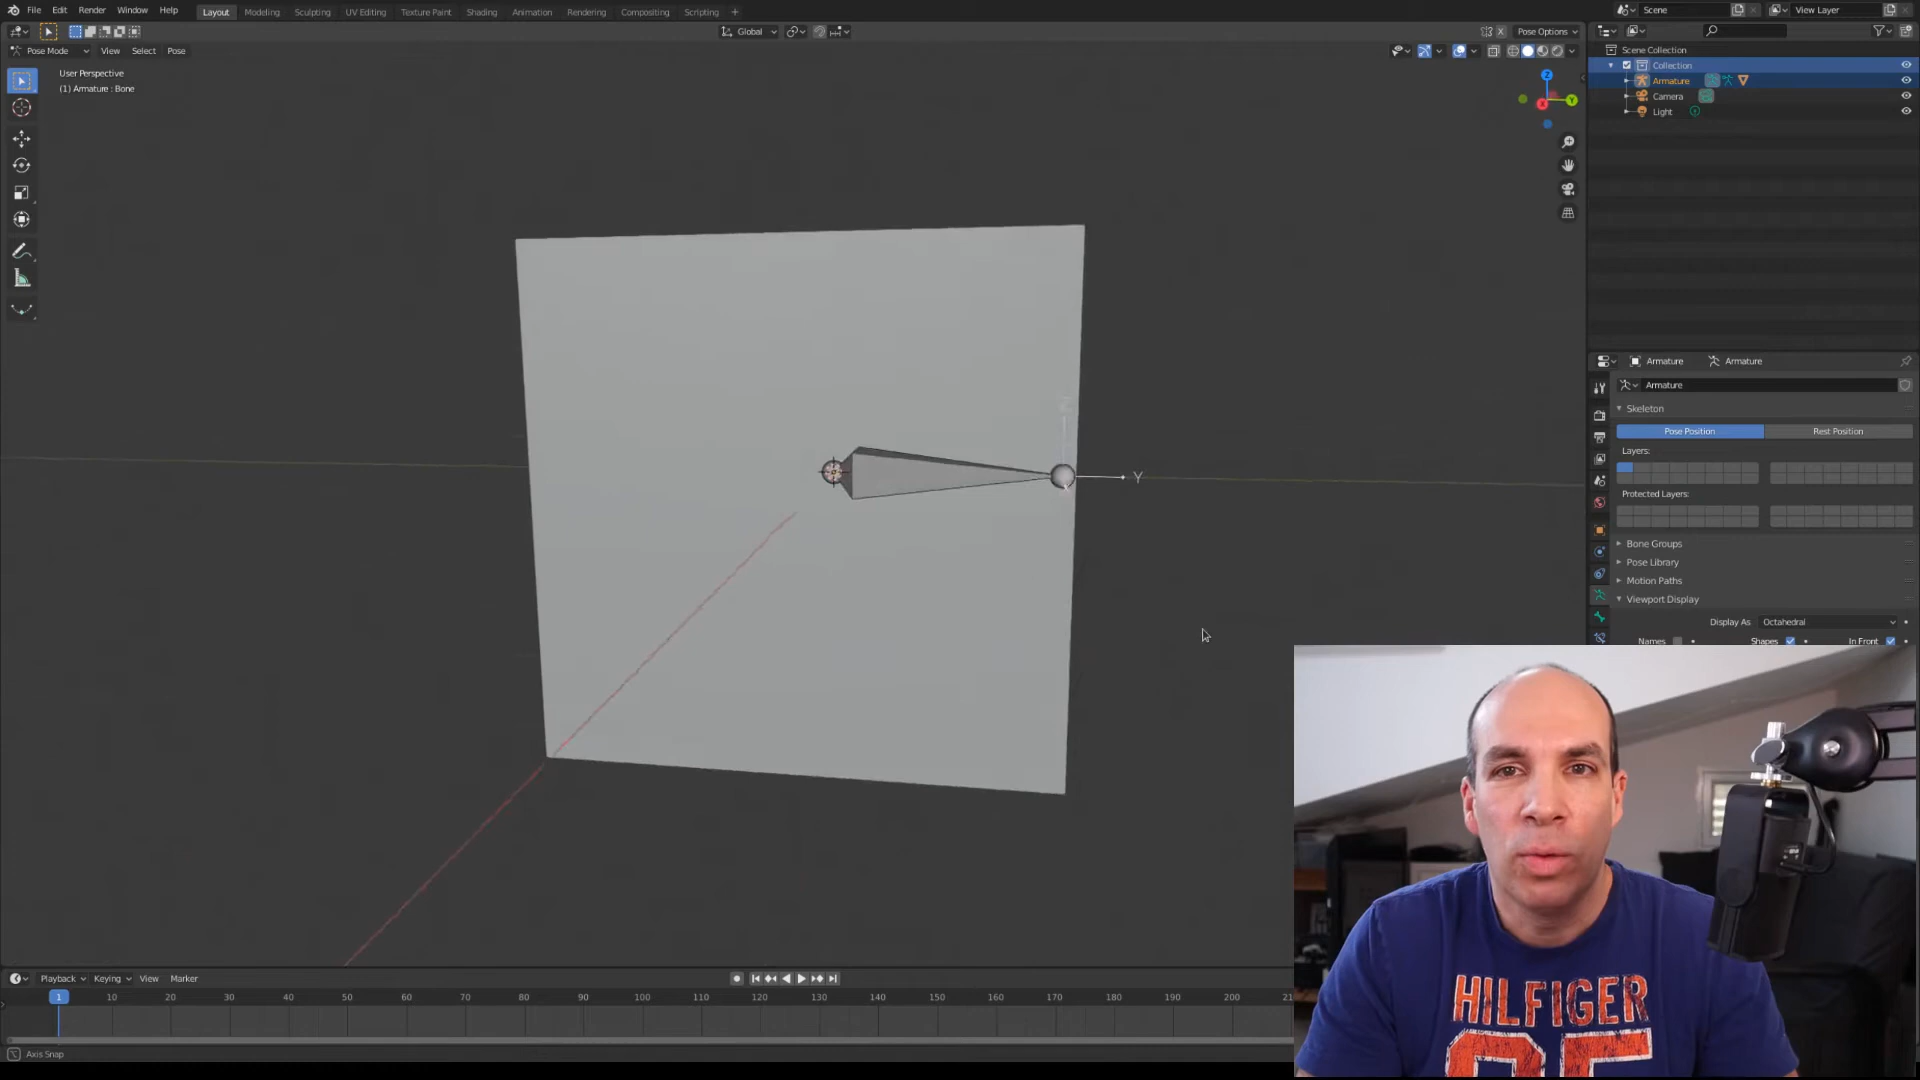 File Edit Render Window Help Layout Modeling Sculpting UV Editing Texture Paint Shading Animation Rendering Compositing Scripting + Scene View Layer
Global Pose Options
Pose Mode View Select Pose
User Perspective
(1) Armature : Bone
Z
Y
X
Scene Collection
Collection
Armature
Camera
Light
Y
Armature Armature
Armature
Skeleton
Pose Position Rest Position
Layers:
Protected Layers:
Bone Groups
Pose Library
Motion Paths
Viewport Display
Display As Octahedral
Names Shapes In Front
Playback Keying View Marker
1 10 20 30 40 50 60 70 80 90 100 110 120 130 140 150 160 170 180 190 200
Axis Snap
HILFIGER